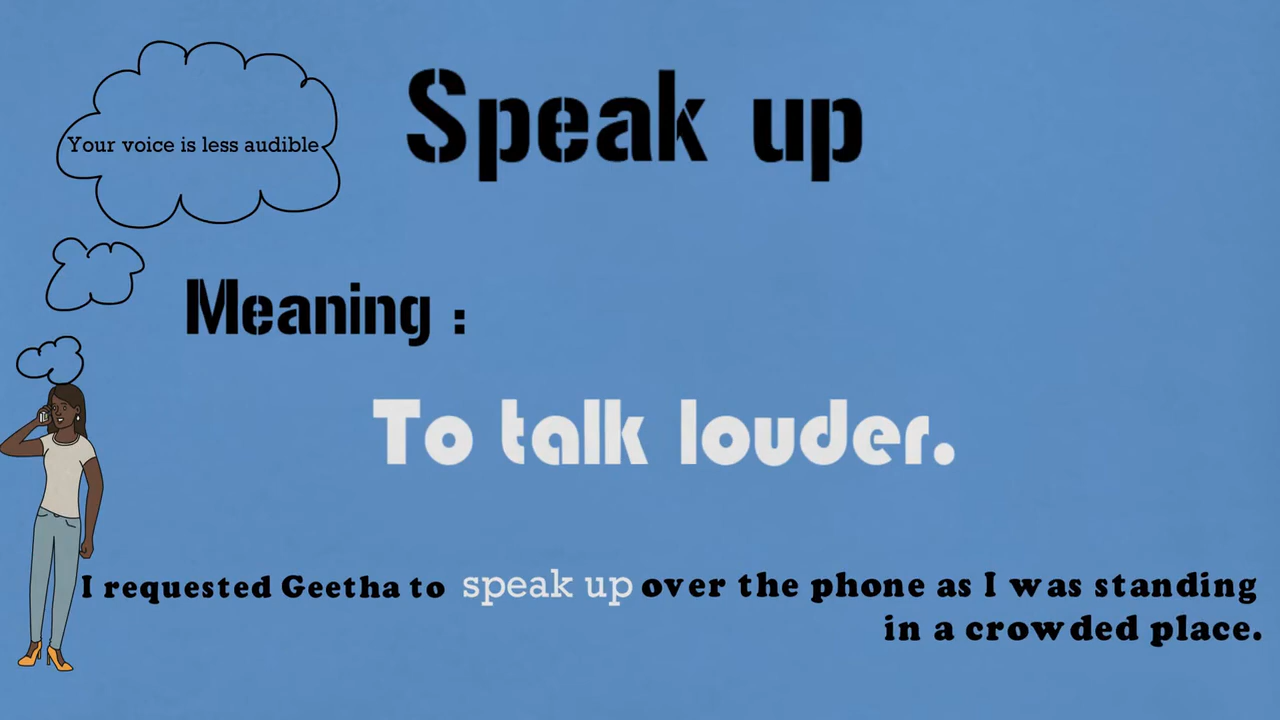 Speak up
Your voice is less audible
Meaning :
To talk louder.
I requested Geetha to speak up over the phone as I was standing
in a crowded place.